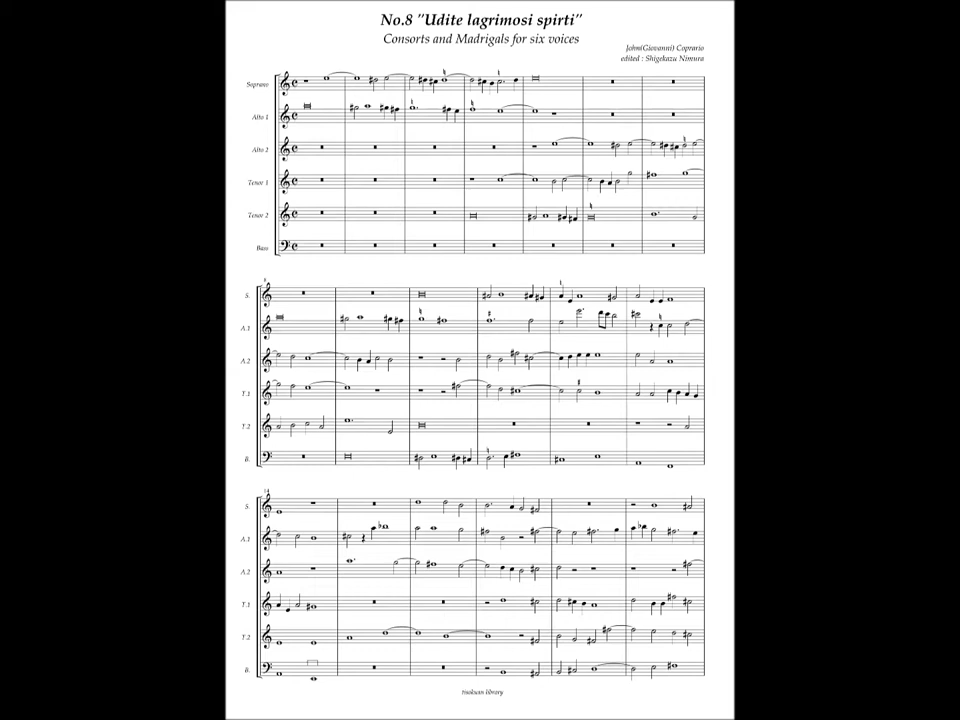 No.8 "Udite lagrimosi spirti"
Consorts and Madrigals for six voices
John(Giovanni) Coprario
edited : Shigekazu Nimura
Soprano
Alto 1
Alto 2
Tenor 1
Tenor 2
Bass
S.
A.1
A.2
T.1
T.2
B.
14
S.
A.1
A.2
T.1
T.2
B.
library